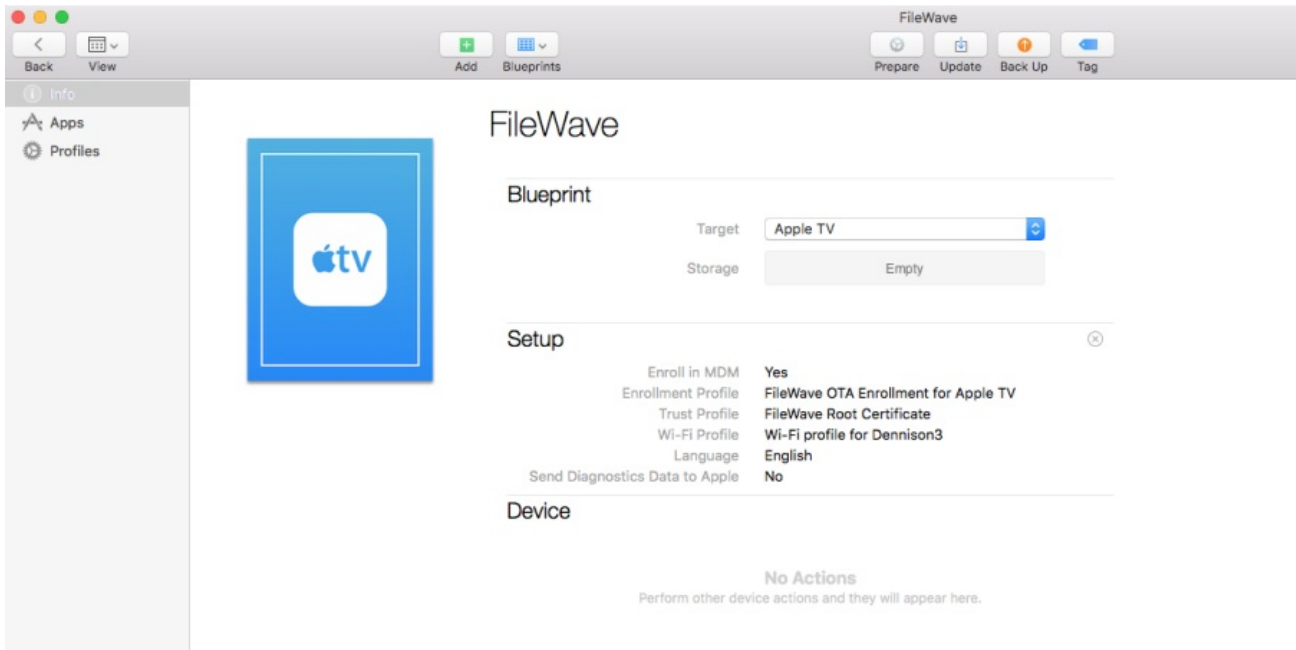 FileWave
Back View Add Blueprints Prepare Update Back Up Tag
Info
Apps
Profiles
tv
FileWave
Blueprint
Target Apple TV
Storage Empty
Setup
Enroll in MDM Yes
Enrollment Profile FileWave OTA Enrollment for Apple TV
Trust Profile FileWave Root Certificate
Wi-Fi Profile Wi-Fi profile for Dennison3
Language English
Send Diagnostics Data to Apple No
Device
No Actions
Perform other device actions and they will appear here.